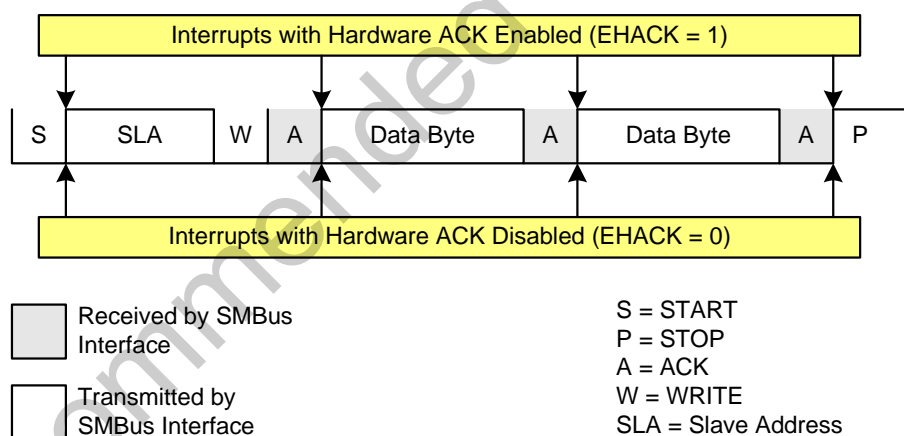 Interrupts with Hardware ACK Enabled (EHACK = 1)
S SLA W A Data Byte A Data Byte A P
Interrupts with Hardware ACK Disabled (EHACK = 0)
Received by SMBus
Interface
Transmitted by
SMBus Interface
S = START
P = STOP
A = ACK
W = WRITE
SLA = Slave Address
ommended